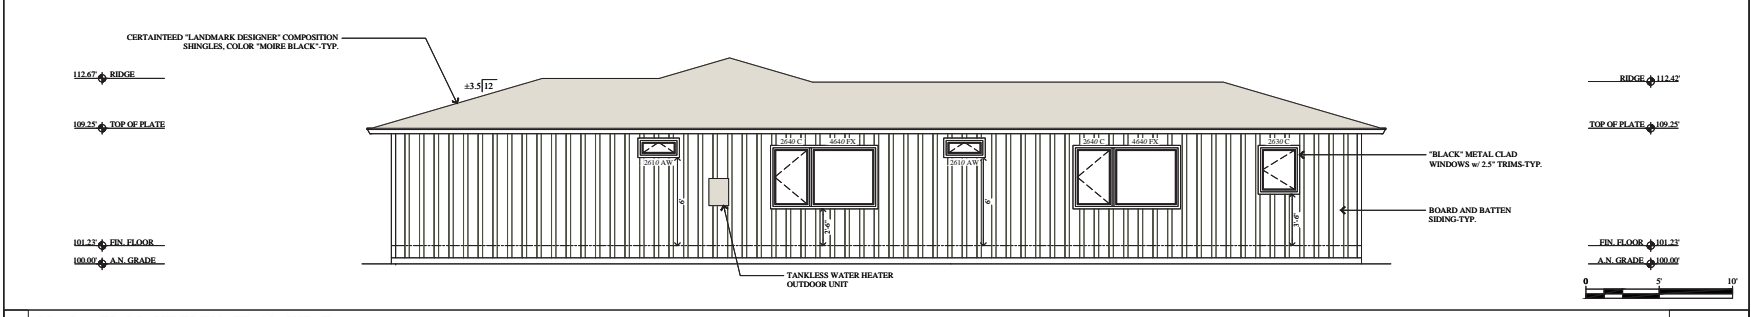 CERTAINTEED "LANDMARK DESIGNER" COMPOSITION
SHINGLES, COLOR "MOIRE BLACK"-TYP.
112.67' RIDGE
±3.5 12
RIDGE 112.42'
109.25' TOP OF PLATE
TOP OF PLATE 109.25'
2640 C 4640 FX
2640 C 4640 FX
2630 C
2610 AW
2610 AW
"BLACK" METAL CLAD
WINDOWS w/ 2.5" TRIMS-TYP.
6'
6'
2'-6"
3'-6"
BOARD AND BATTEN
SIDING-TYP.
101.23' FIN. FLOOR
FIN. FLOOR 101.23'
100.00' A.N. GRADE
A.N. GRADE 100.00'
TANKLESS WATER HEATER
OUTDOOR UNIT
0 5' 10'